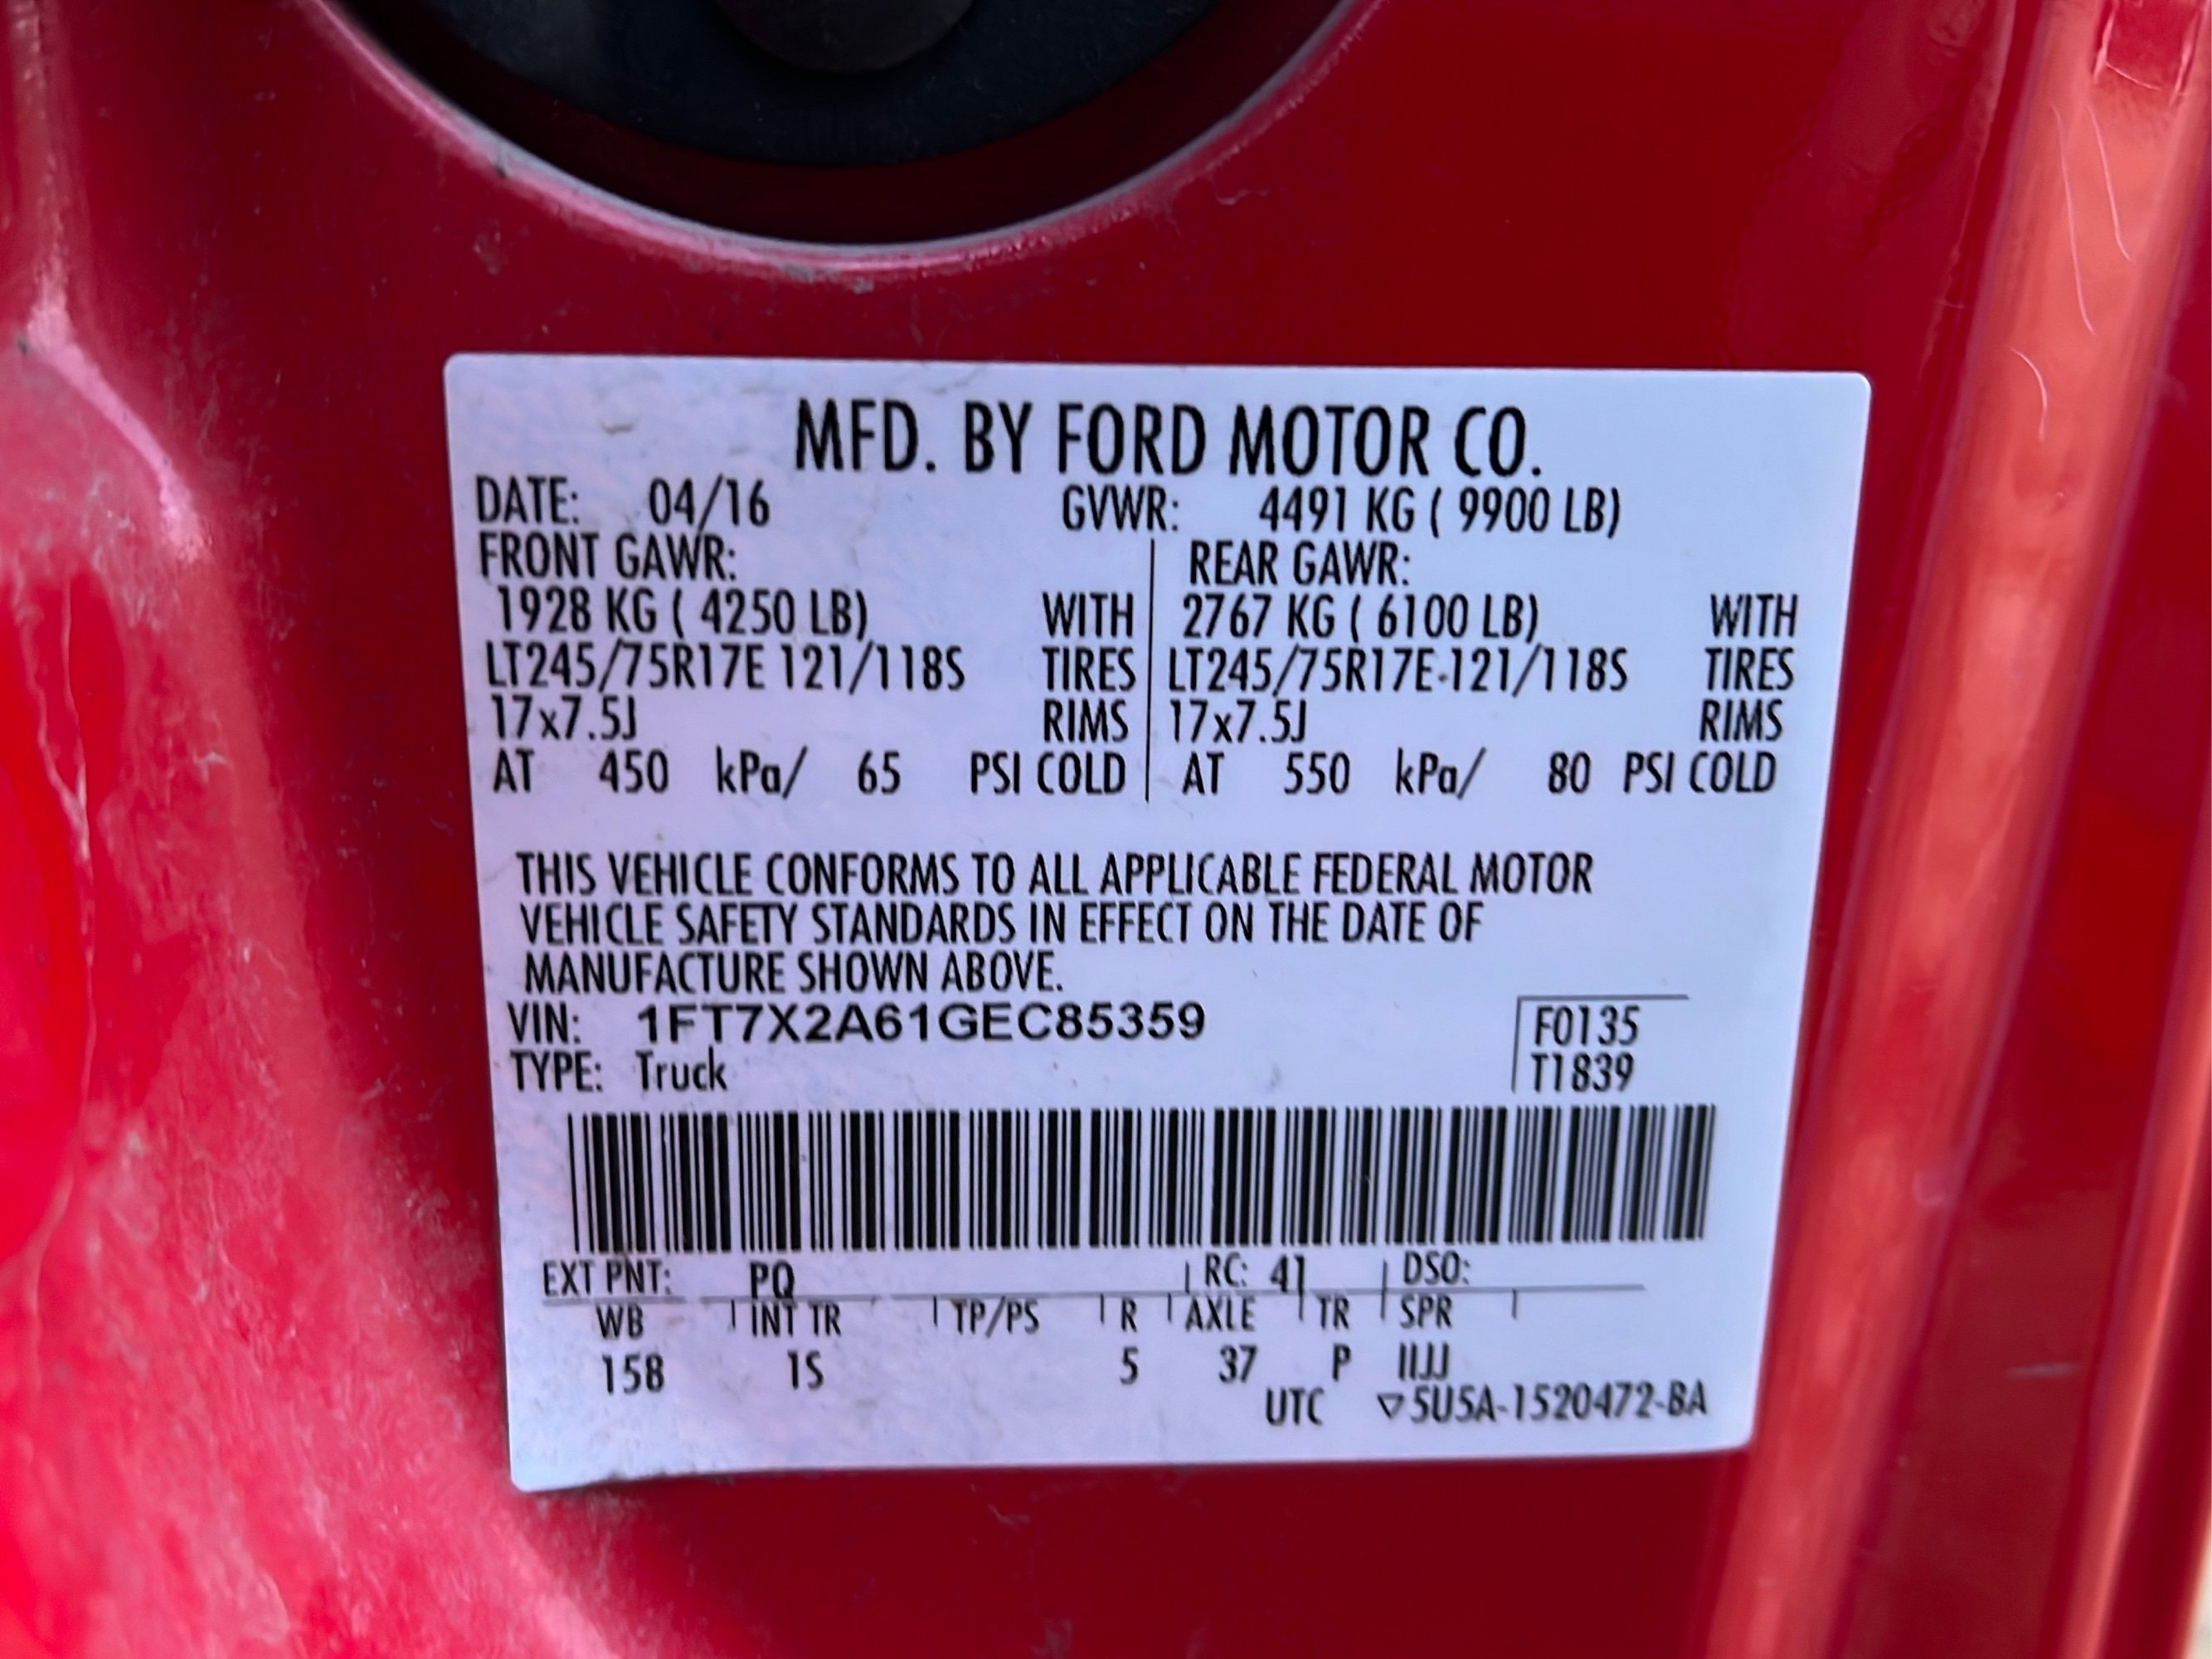 MFD. BY FORD MOTOR CO.
DATE: 04/16 GVWR: 4491 KG ( 9900 LB)
FRONT GAWR: REAR GAWR:
1928 KG ( 4250 LB) WITH 2767 KG ( 6100 LB) WITH
LT245/75R17E 121/118S TIRES LT245/75R17E-121/118S TIRES
17x7.5J RIMS 17x7.5J RIMS
AT 450 kPa/ 65 PSI COLD AT 550 kPa/ 80 PSI COLD
THIS VEHICLE CONFORMS TO ALL APPLICABLE FEDERAL MOTOR
VEHICLE SAFETY STANDARDS IN EFFECT ON THE DATE OF
MANUFACTURE SHOWN ABOVE.
VIN: 1FT7X2A61GEC85359 F0135
TYPE: Truck T1839
EXT PNT: PQ RC: 41 DSO:
WB INT TR TP/PS R AXLE TR SPR
158 1S 5 37 P IIJJ
UTC ▽5U5A-1520472-BA